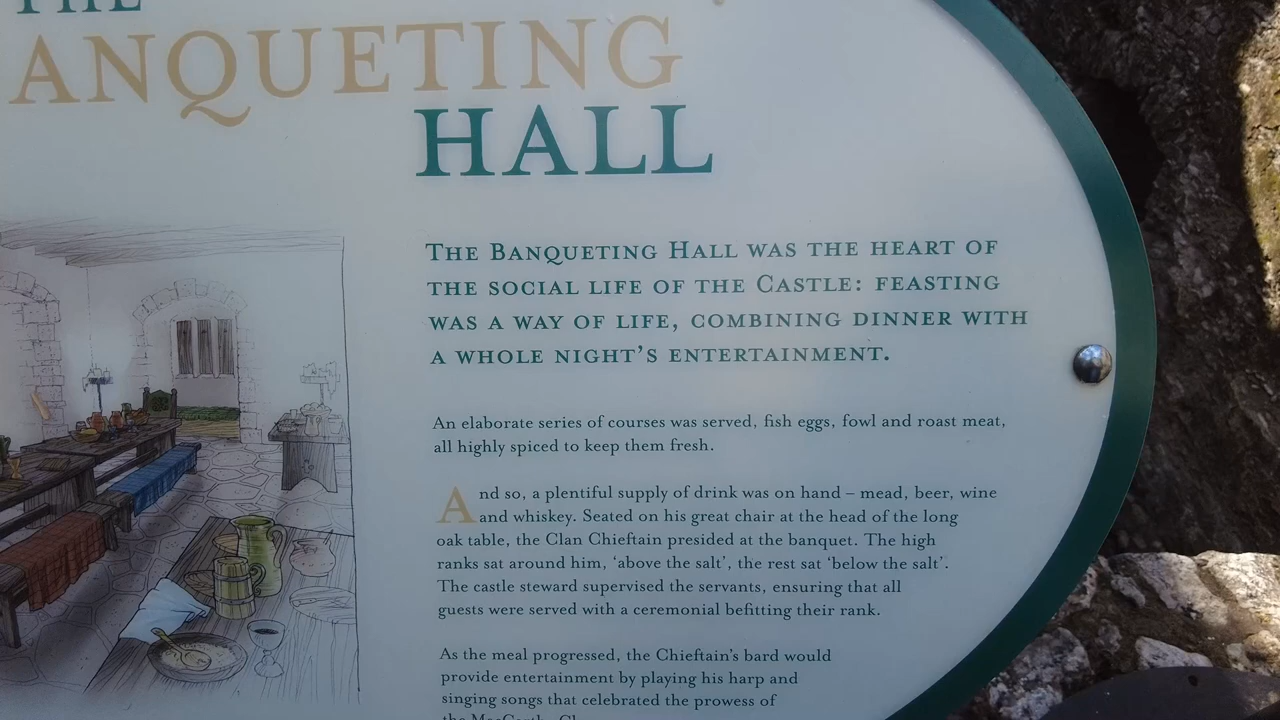 THE
ANQUETING
HALL
THE BANQUETING HALL WAS THE HEART OF
THE SOCIAL LIFE OF THE CASTLE: FEASTING
WAS A WAY OF LIFE, COMBINING DINNER WITH
A WHOLE NIGHT'S ENTERTAINMENT.
An elaborate series of courses was served, fish eggs, fowl and roast meat,
all highly spiced to keep them fresh.
And so, a plentiful supply of drink was on hand – mead, beer, wine
and whiskey. Seated on his great chair at the head of the long
oak table, the Clan Chieftain presided at the banquet. The high
ranks sat around him, 'above the salt', the rest sat 'below the salt'.
The castle steward supervised the servants, ensuring that all
guests were served with a ceremonial befitting their rank.
As the meal progressed, the Chieftain's bard would
provide entertainment by playing his harp and
singing songs that celebrated the prowess of
the